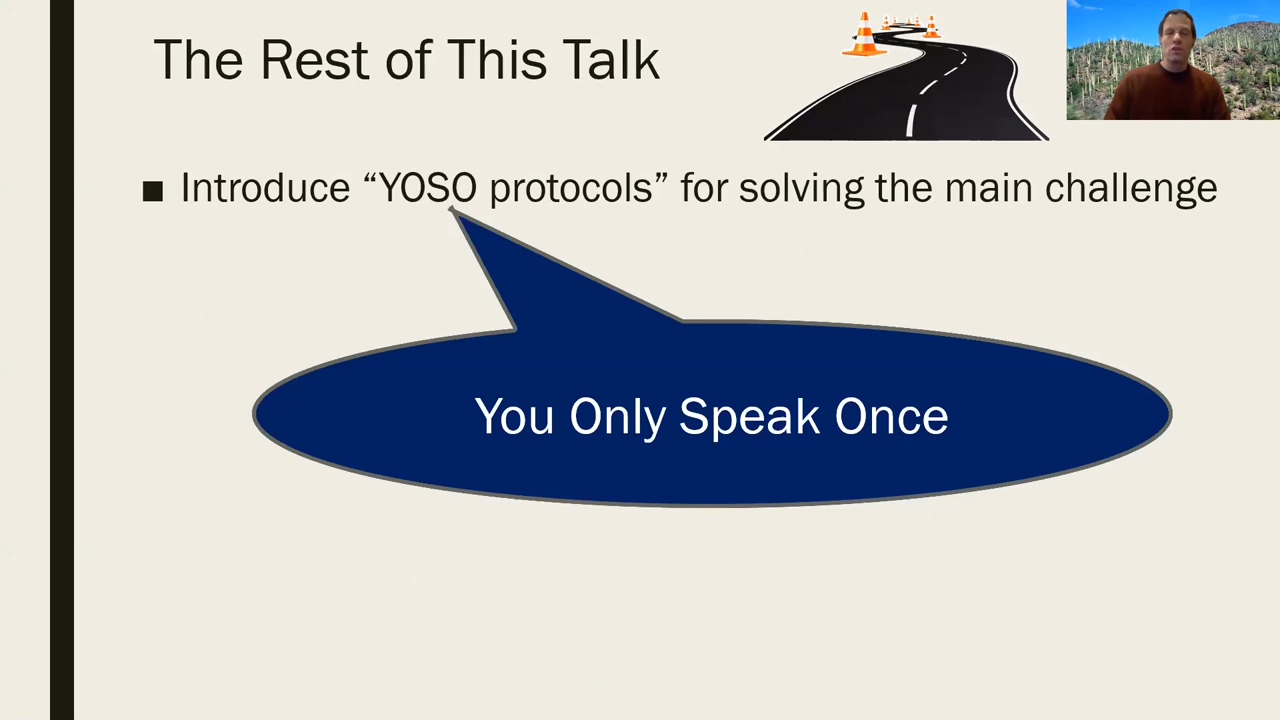 The Rest of This Talk
■ Introduce “YOSO protocols” for solving the main challenge
You Only Speak Once